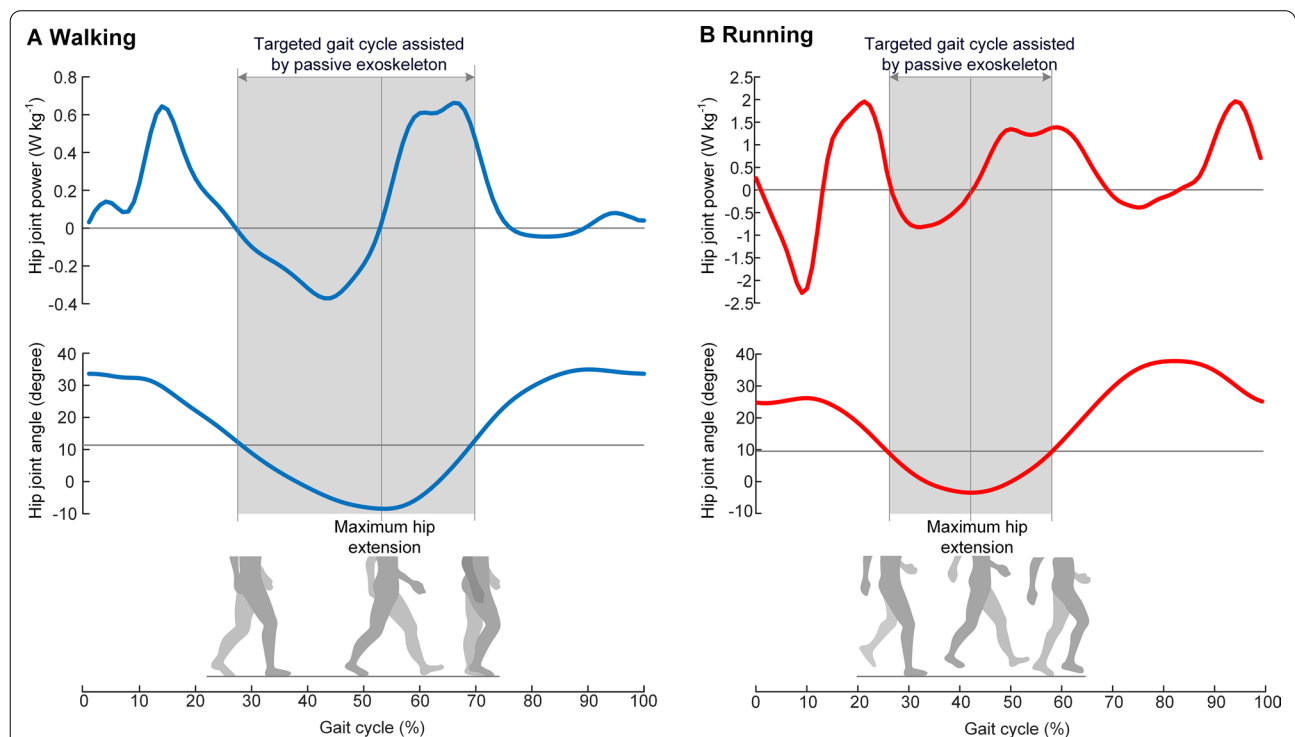 A Walking
Targeted gait cycle assisted
by passive exoskeleton
Hip joint power (W kg⁻¹)
0.8
0.6
0.4
0.2
0
-0.2
-0.4
Hip joint angle (degree)
40
30
20
10
0
-10
Maximum hip
extension
0 10 20 30 40 50 60 70 80 90 100
Gait cycle (%)
B Running
Targeted gait cycle assisted
by passive exoskeleton
Hip joint power (W kg⁻¹)
2.5
2
1.5
1
0.5
0
-0.5
-1
-1.5
-2
-2.5
Hip joint angle (degree)
40
30
20
10
0
-10
Maximum hip
extension
0 10 20 30 40 50 60 70 80 90 100
Gait cycle (%)